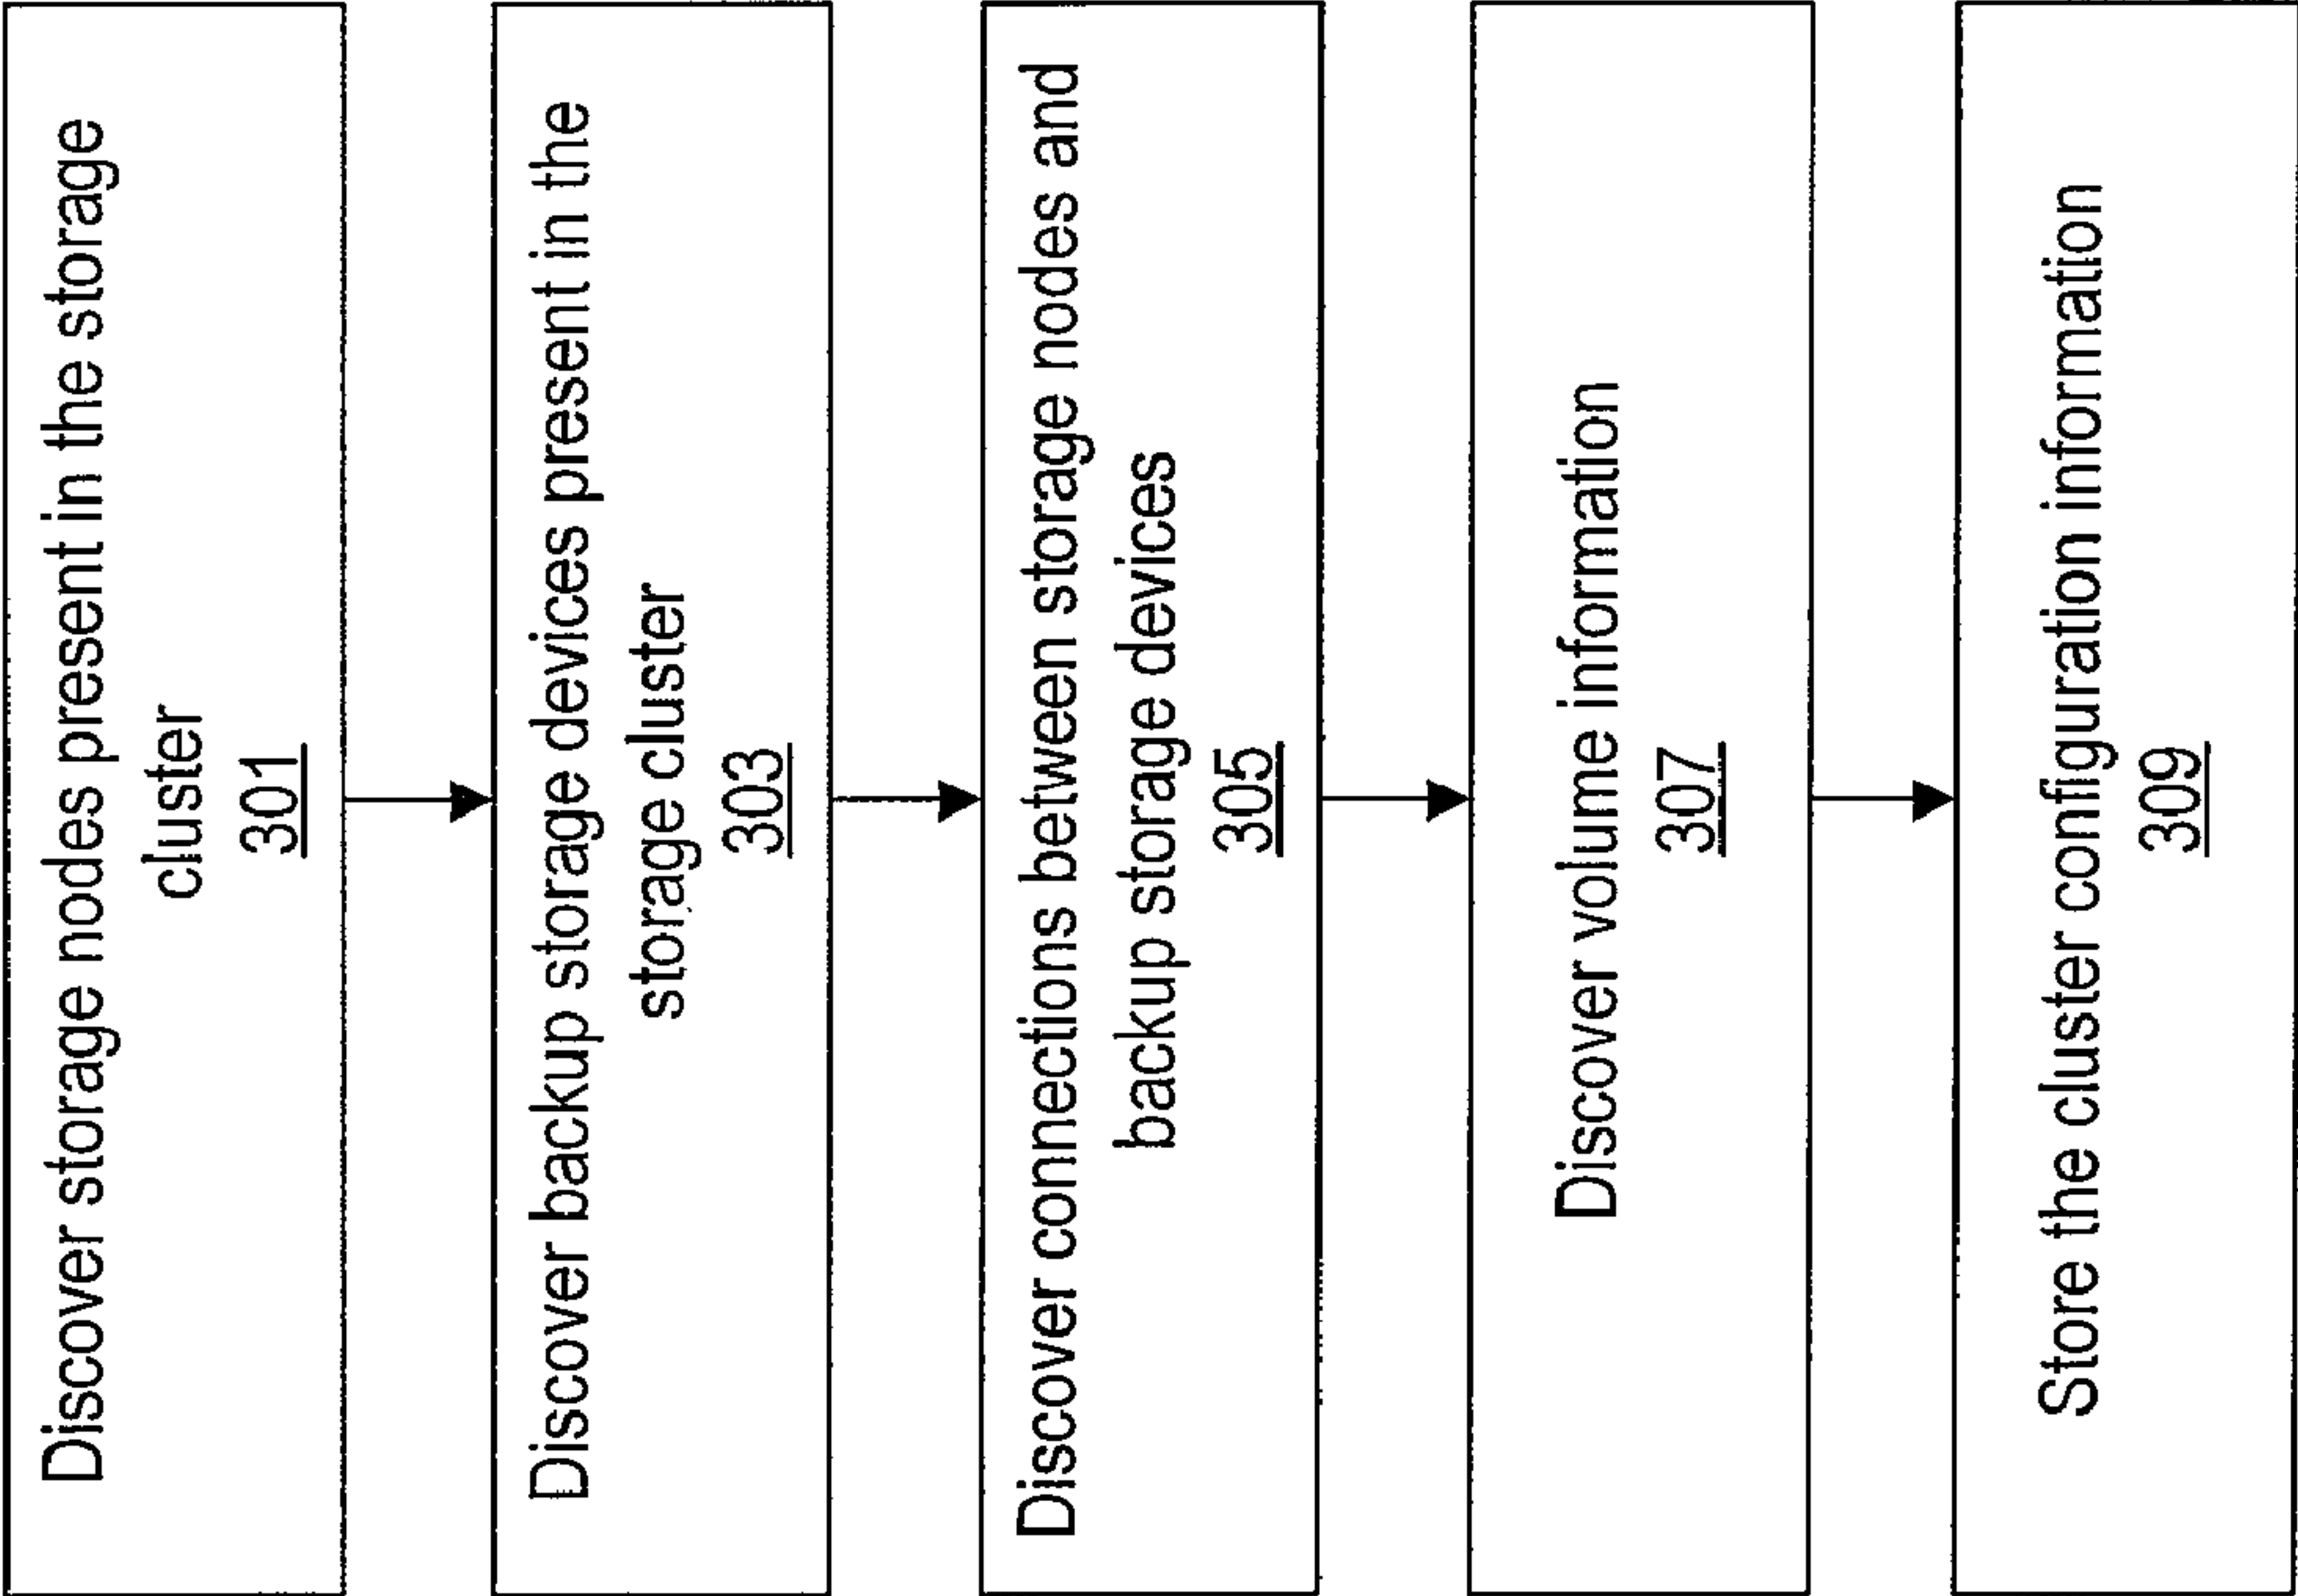 Discover storage nodes present in the storage
cluster
301
Discover backup storage devices present in the
storage cluster
303
Discover connections between storage nodes and
backup storage devices
305
Discover volume information
307
Store the cluster configuration information
309